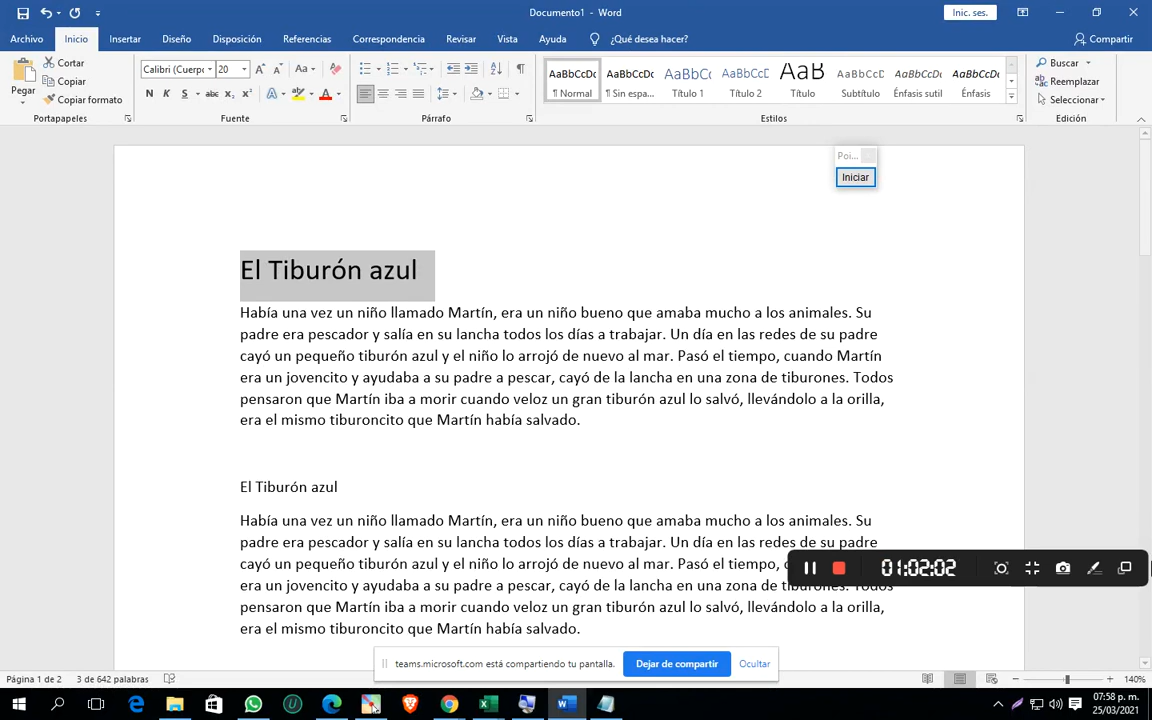 Documento1 - Word
Inic. ses.
Archivo Inicio Insertar Diseño Disposición Referencias Correspondencia Revisar Vista Ayuda ¿Qué desea hacer? Compartir
Pegar
Cortar
Copiar
Copiar formato
Portapapeles
Calibri (Cuerpo 20
N K S abc x₂ x²
Fuente
Párrafo
AaBbCcDc AaBbCcDc AaBbCc AaBbCcD AaB AaBbCcD AaBbCcDc AaBbCcDc
¶ Normal ¶ Sin espa... Título 1 Título 2 Título Subtítulo Énfasis sutil Énfasis
Estilos
Buscar
Reemplazar
Seleccionar
Edición
Poi...
Iniciar
El Tiburón azul
Había una vez un niño llamado Martín, era un niño bueno que amaba mucho a los animales. Su
padre era pescador y salía en su lancha todos los días a trabajar. Un día en las redes de su padre
cayó un pequeño tiburón azul y el niño lo arrojó de nuevo al mar. Pasó el tiempo, cuando Martín
era un jovencito y ayudaba a su padre a pescar, cayó de la lancha en una zona de tiburones. Todos
pensaron que Martín iba a morir cuando veloz un gran tiburón azul lo salvó, llevándolo a la orilla,
era el mismo tiburoncito que Martín había salvado.
El Tiburón azul
Había una vez un niño llamado Martín, era un niño bueno que amaba mucho a los animales. Su
padre era pescador y salía en su lancha todos los días a trabajar. Un día en las redes de su padre
cayó un pequeño tiburón azul y el niño lo arrojó de nuevo al mar. Pasó el tiempo,
era un jovencito y ayudaba a su padre a pescar, cayó de la lancha en una zona de tiburones. Todos
pensaron que Martín iba a morir cuando veloz un gran tiburón azul lo salvó, llevándolo a la orilla,
era el mismo tiburoncito que Martín había salvado.
01:02:02
teams.microsoft.com está compartiendo tu pantalla. Dejar de compartir Ocultar
Página 1 de 2 3 de 642 palabras 140%
07:58 p. m.
25/03/2021